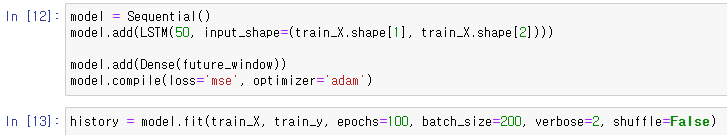 In [12]: model = Sequential()
model.add(LSTM(50, input_shape=(train_X.shape[1], train_X.shape[2])))

model.add(Dense(future_window))
model.compile(loss='mse', optimizer='adam')
In [13]: history = model.fit(train_X, train_y, epochs=100, batch_size=200, verbose=2, shuffle=False)